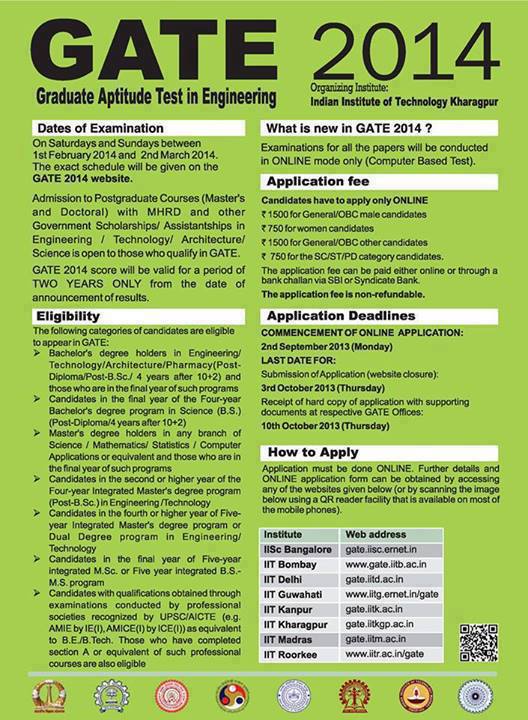 GATE 2014
Graduate Aptitude Test in Engineering
Organizing Institute:
Indian Institute of Technology Kharagpur
Dates of Examination
On Saturdays and Sundays between
1st February 2014 and 2nd March 2014.
The exact schedule will be given on the
GATE 2014 website.
Admission to Postgraduate Courses (Master's
and Doctoral) with MHRD and other
Government Scholarships/ Assistantships in
Engineering / Technology/ Architecture/
Science is open to those who qualify in GATE.
GATE 2014 score will be valid for a period of
TWO YEARS ONLY from the date of
announcement of results.
Eligibility
The following categories of candidates are eligible
to appear in GATE:
➢ Bachelor's degree holders in Engineering/
Technology/Architecture/Pharmacy(Post-
Diploma/Post-B.Sc./ 4 years after 10+2) and
those who are in the final year of such programs
➢ Candidates in the final year of the Four-year
Bachelor's degree program in Science (B.S.)
(Post-Diploma/4 years after 10+2)
➢ Master's degree holders in any branch of
Science / Mathematics/ Statistics / Computer
Applications or equivalent and those who are in
the final year of such programs
➢ Candidates in the second or higher year of the
Four-year Integrated Master's degree program
(Post-B.Sc.) in Engineering /Technology
➢ Candidates in the fourth or higher year of Five-
year Integrated Master's degree program or
Dual Degree program in Engineering/
Technology
➢ Candidates in the final year of Five-year
integrated M.Sc. or Five year integrated B.S.-
M.S. program
➢ Candidates with qualifications obtained through
examinations conducted by professional
societies recognized by UPSC/AICTE (e.g.
AMIE by IE(I), AMICE(I) by ICE(I)) as equivalent
to B.E./B.Tech. Those who have completed
section A or equivalent of such professional
courses are also eligible
What is new in GATE 2014 ?
Examinations for all the papers will be conducted
in ONLINE mode only (Computer Based Test).
Application fee
Candidates have to apply only ONLINE
₹ 1500 for General/OBC male candidates
₹ 750 for women candidates
₹ 1500 for General/OBC other candidates
₹ 750 for the SC/ST/PD category candidates.
The application fee can be paid either online or through a
bank challan via SBI or Syndicate Bank.
The application fee is non-refundable.
Application Deadlines
COMMENCEMENT OF ONLINE APPLICATION:
2nd September 2013 (Monday)
LAST DATE FOR:
Submission of Application (website closure):
3rd October 2013 (Thursday)
Receipt of hard copy of application with supporting
documents at respective GATE Offices:
10th October 2013 (Thursday)
How to Apply
Application must be done ONLINE. Further details and
ONLINE application form can be obtained by accessing
any of the websites given below (or by scanning the image
below using a QR reader facility that is available on most of
the mobile phones).
Institute Web address
IISc Bangalore gate.iisc.ernet.in
IIT Bombay www.gate.iitb.ac.in
IIT Delhi gate.iitd.ac.in
IIT Guwahati www.iitg.ernet.in/gate
IIT Kanpur gate.iitk.ac.in
IIT Kharagpur gate.iitkgp.ac.in
IIT Madras gate.iitm.ac.in
IIT Roorkee www.iitr.ac.in/gate